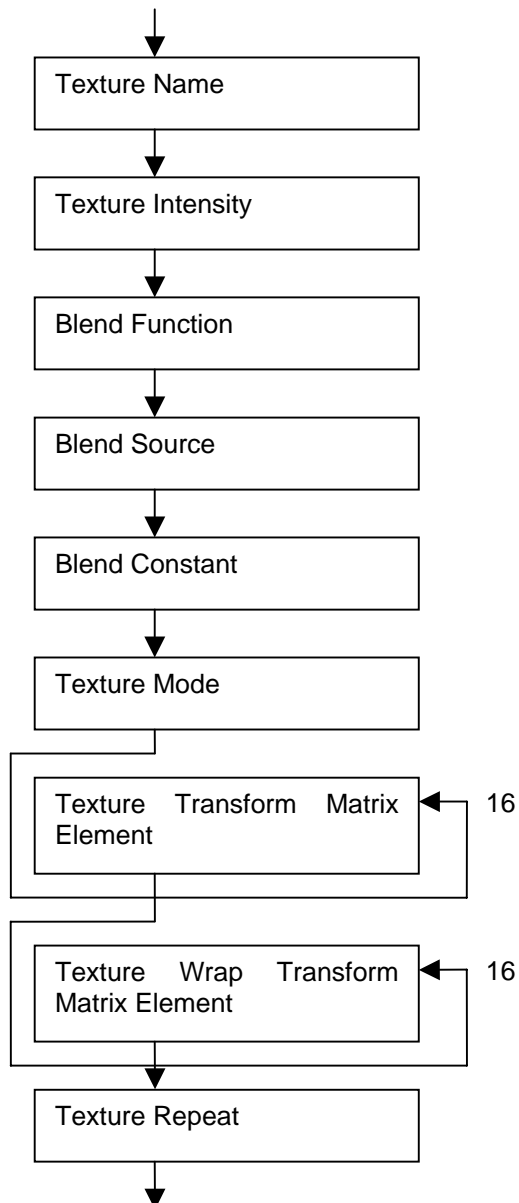 Texture Name
Texture Intensity
Blend Function
Blend Source
Blend Constant
Texture Mode
Texture Transform Matrix
Element
16
Texture Wrap Transform
Matrix Element
16
Texture Repeat